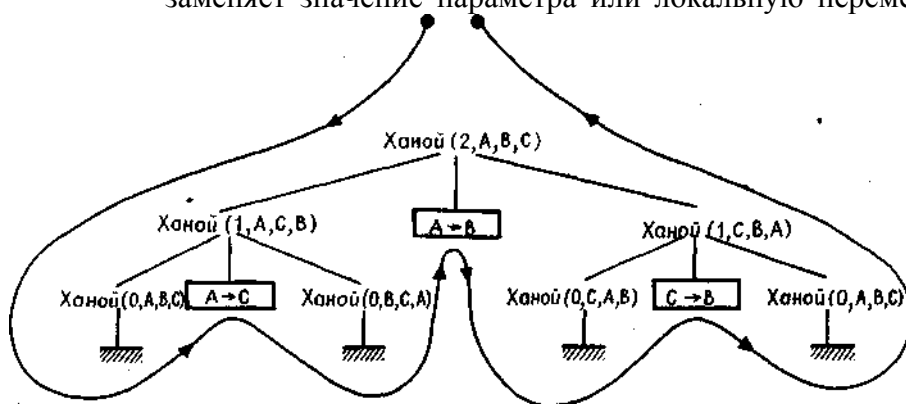 заменяет значение параметра или локальную перем
Ханой (2,A,B,C)
A→B
Ханой (1,A,C,B)
Ханой (1,C,B,A)
Ханой(0,A,B,C)
A→C
Ханой(0,B,C,A)
Ханой(0,C,A,B)
C→B
Ханой(0,A,B,C)